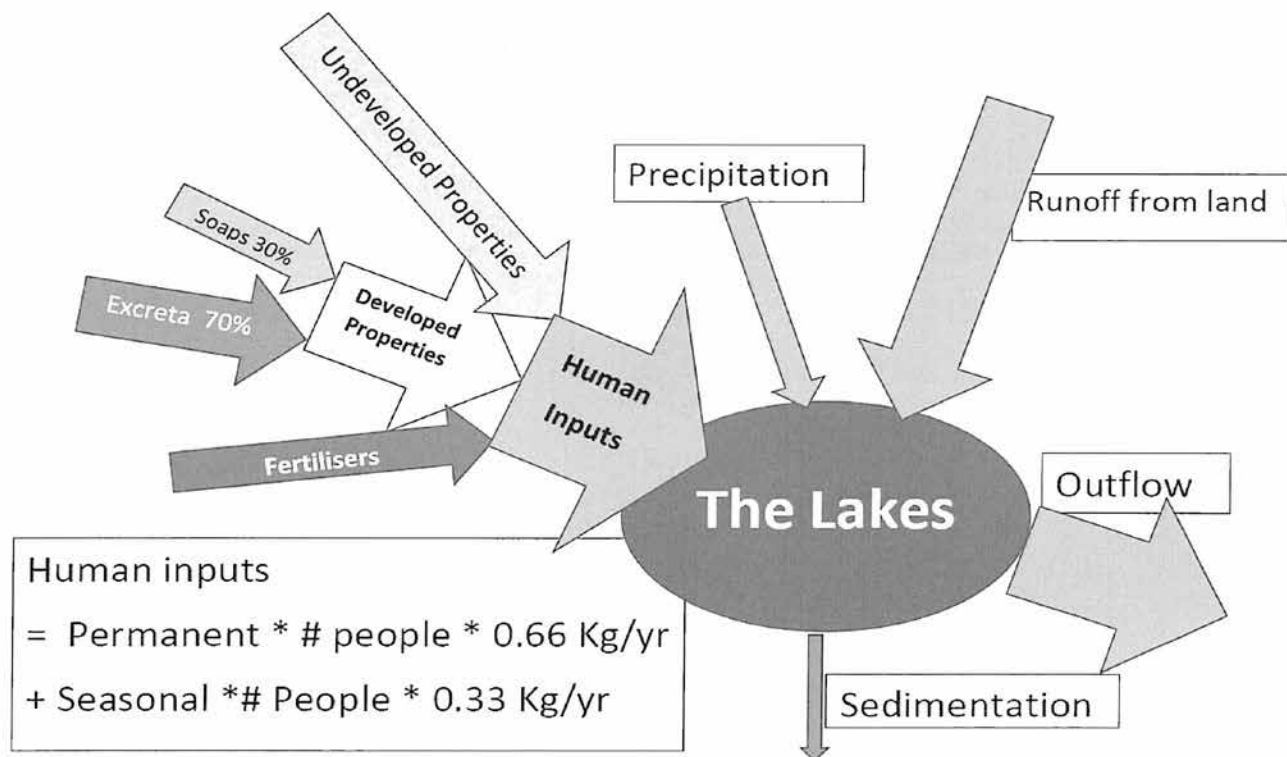 Undeveloped Properties
Precipitation
Runoff from land
Soaps 30%
Excreta 70%
Developed
Properties
Human
Inputs
Fertilisers
The Lakes
Outflow
Human inputs
= Permanent * # people * 0.66 Kg/yr
+ Seasonal *# People * 0.33 Kg/yr
Sedimentation